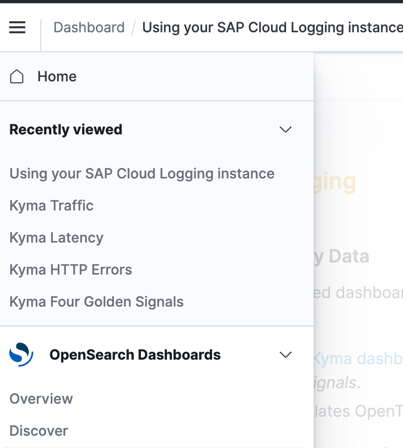 Dashboard / Using your SAP Cloud Logging instance
Home
Recently viewed
Using your SAP Cloud Logging instance
ging
Kyma Traffic
Kyma Latency
y Data
Kyma HTTP Errors
Kyma Four Golden Signals
ed dashboar
OpenSearch Dashboards
Kyma dashb
ignals.
Overview
lates OpenT
Discover